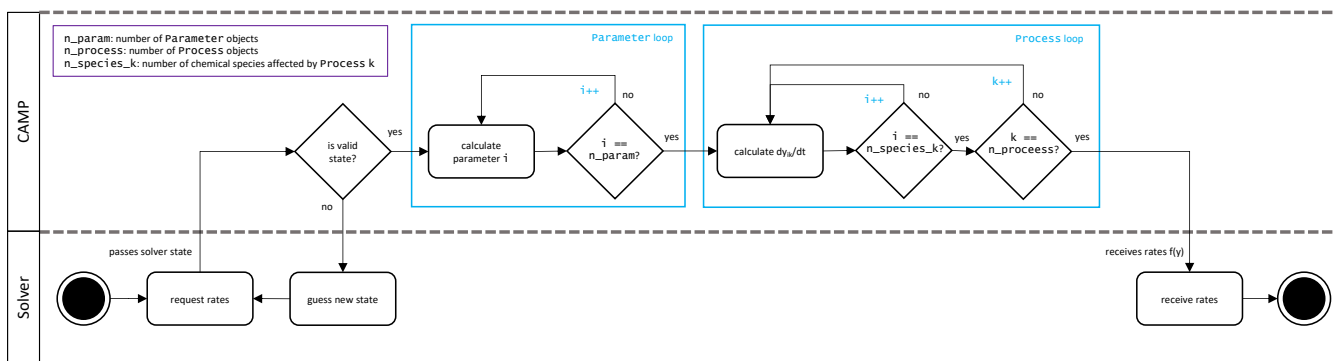 CAMP
n_param: number of Parameter objects
n_process: number of Process objects
n_species_k: number of chemical species affected by Process k
Parameter loop
Process loop
i++
no
i++
no
k++
no
is valid
state?
yes
no
calculate
parameter i
i ==
n_param?
yes
calculate dyᵢₖ/dt
i ==
n_species_k?
yes
k ==
n_proceess?
yes
Solver
passes solver state
request rates
guess new state
receives rates f(y)
receive rates